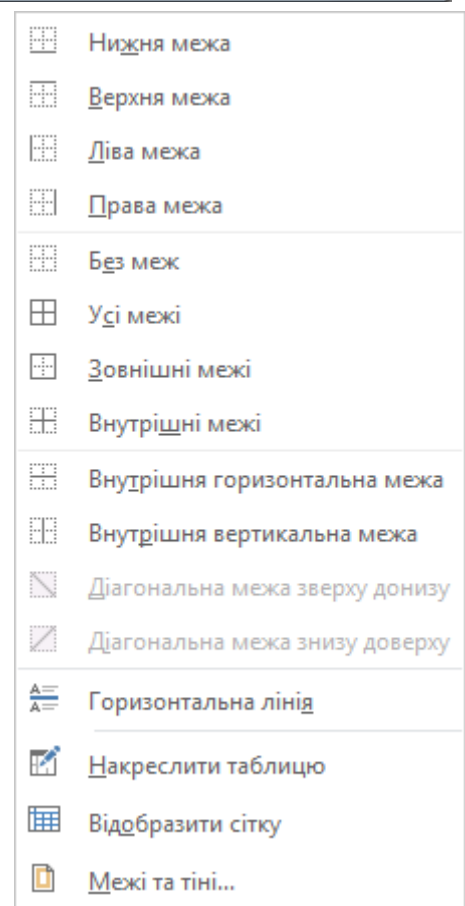 Нижня межа
Верхня межа
Ліва межа
Права межа
Без меж
Усі межі
Зовнішні межі
Внутрішні межі
Внутрішня горизонтальна межа
Внутрішня вертикальна межа
Діагональна межа зверху донизу
Діагональна межа знизу доверху
Горизонтальна лінія
Накреслити таблицю
Відобразити сітку
Межі та тіні...